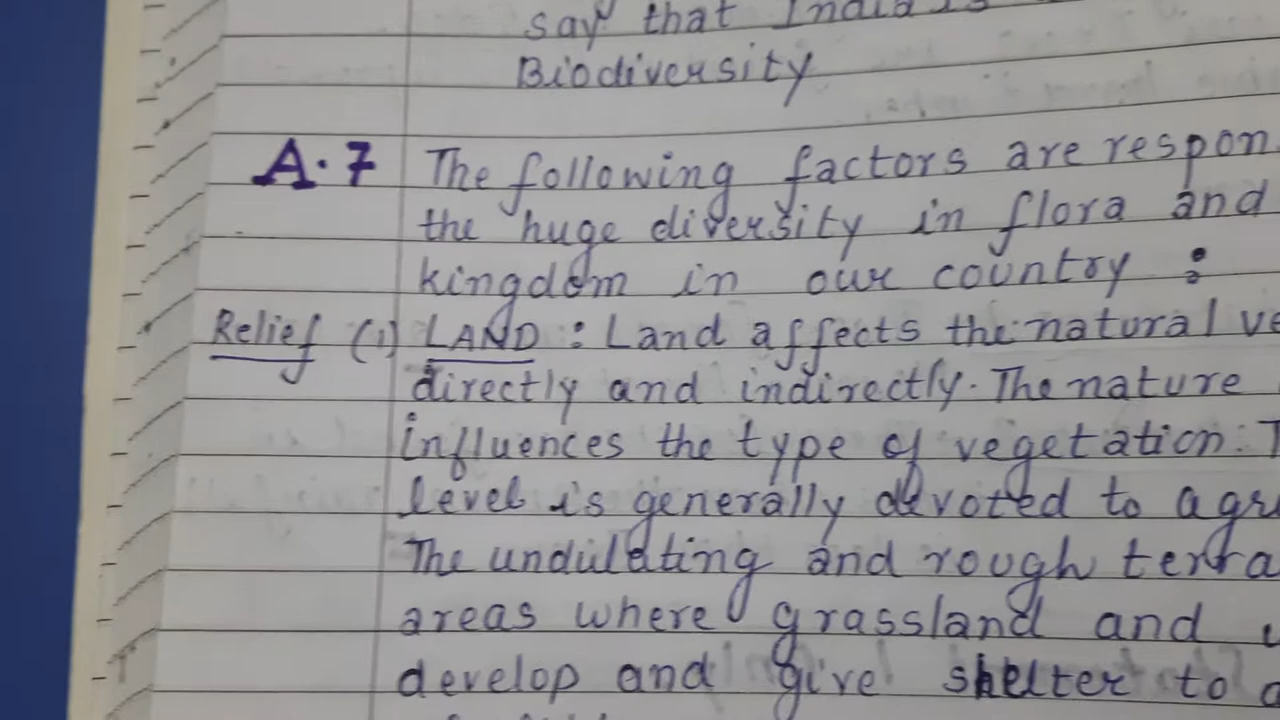 say that India is
Biodiversity
A.7 The following factors are respon
the huge diversity in flora and
kingdom in our country :
Relief (1) LAND : Land affects the natural ve
directly and indirectly. The nature
influences the type of vegetation. T
level is generally devoted to agr
The undulating and rough terra
areas where grassland and
develop and give shelter to